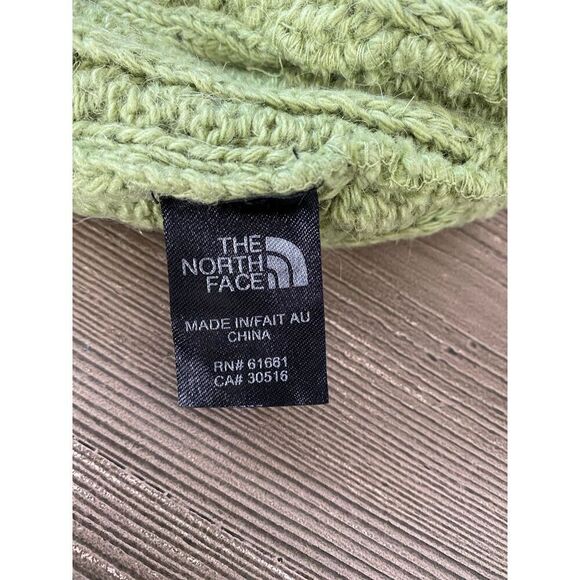 THE
NORTH
FACE
MADE IN/FAIT AU
CHINA
RN# 61661
CA# 30516